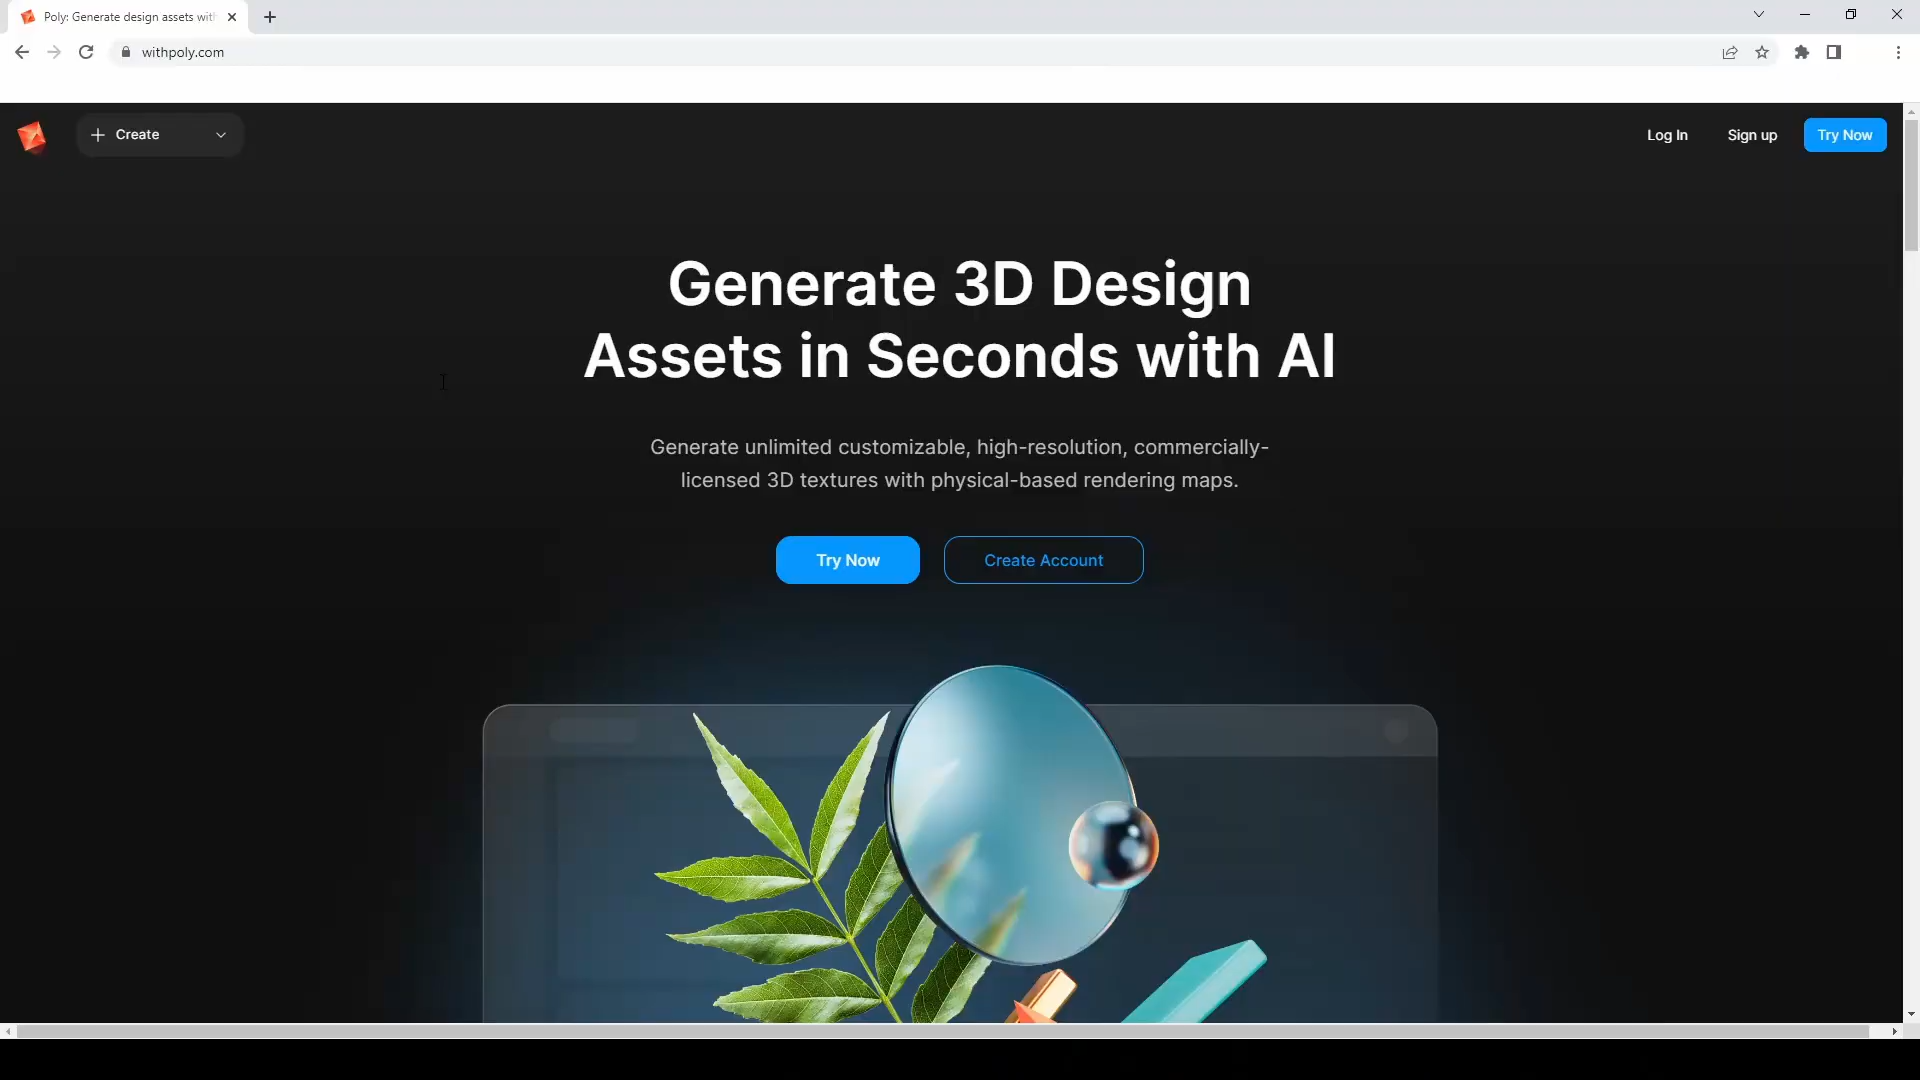 Poly: Generate design assets with
withpoly.com
Create
Log In
Sign up
Try Now
Generate 3D Design
Assets in Seconds with AI
Generate unlimited customizable, high-resolution, commercially-
licensed 3D textures with physical-based rendering maps.
Try Now
Create Account